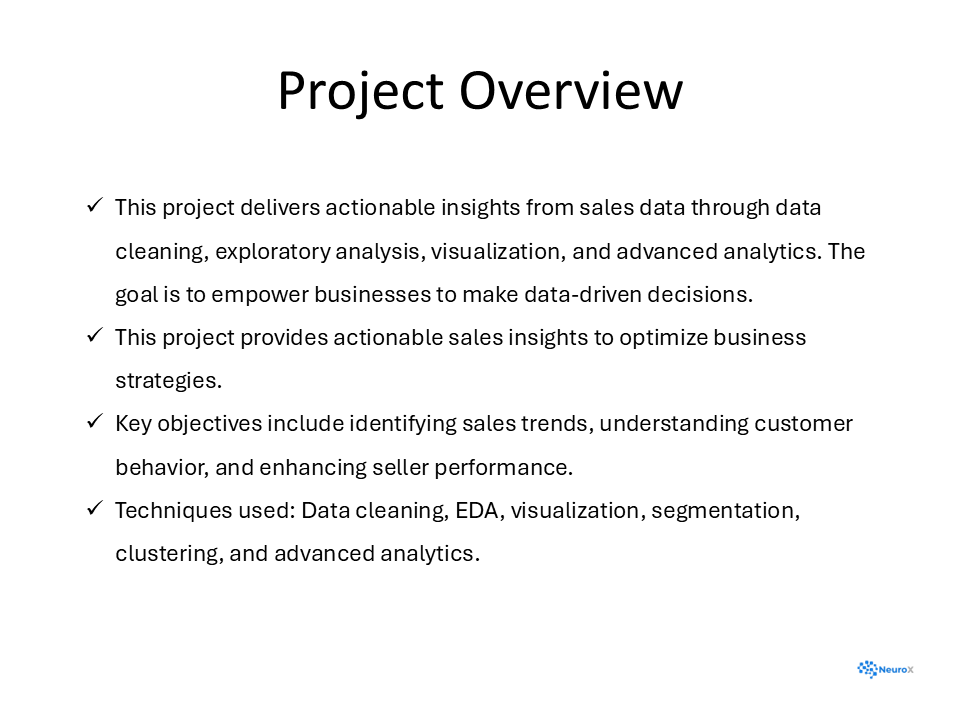 Project Overview
✓ This project delivers actionable insights from sales data through data
cleaning, exploratory analysis, visualization, and advanced analytics. The
goal is to empower businesses to make data-driven decisions.
✓ This project provides actionable sales insights to optimize business
strategies.
✓ Key objectives include identifying sales trends, understanding customer
behavior, and enhancing seller performance.
✓ Techniques used: Data cleaning, EDA, visualization, segmentation,
clustering, and advanced analytics.
NeuroX